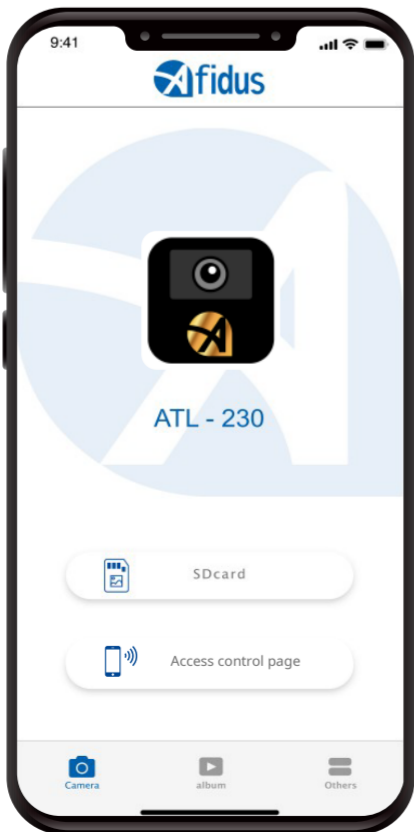 9:41
Afidus
ATL - 230
SDcard
Access control page
Camera
album
Others